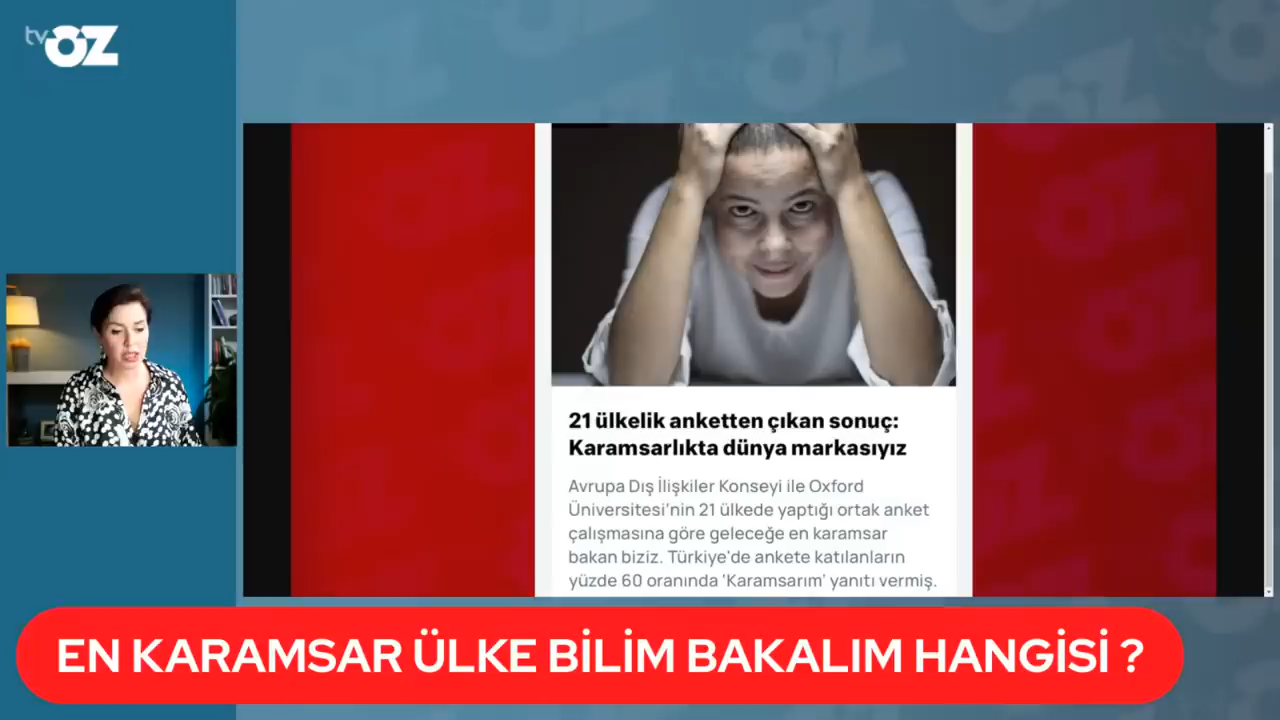 tv ÖZ
21 ülkelik anketten çıkan sonuç:
Karamsarlıkta dünya markasıyız
Avrupa Dış İlişkiler Konseyi ile Oxford
Üniversitesi'nin 21 ülkede yaptığı ortak anket
çalışmasına göre geleceğe en karamsar
bakan biziz. Türkiye'de ankete katılanların
yüzde 60 oranında 'Karamsarım' yanıtı vermiş.
EN KARAMSAR ÜLKE BİLİM BAKALIM HANGİSİ ?